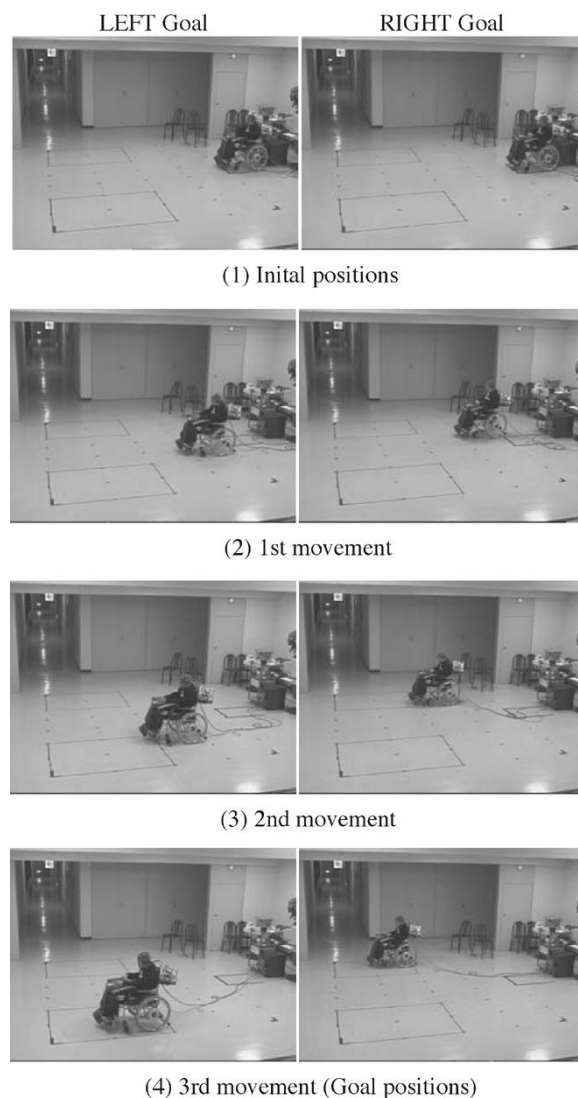 LEFT Goal
RIGHT Goal
(1) Inital positions
(2) 1st movement
(3) 2nd movement
(4) 3rd movement (Goal positions)